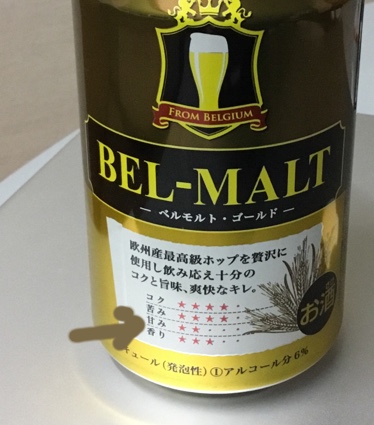 FROM BELGIUM
BEL-MALT
— ベルモルト・ゴールド —
欧州産最高級ホップを贅沢に
使用し飲み応え十分の
コクと旨味、爽快なキレ。
コク ★★★★・
苦み ★★★★・
甘み ★★
香り ★★★・
お酒
キュール(発泡性)①アルコール分6%